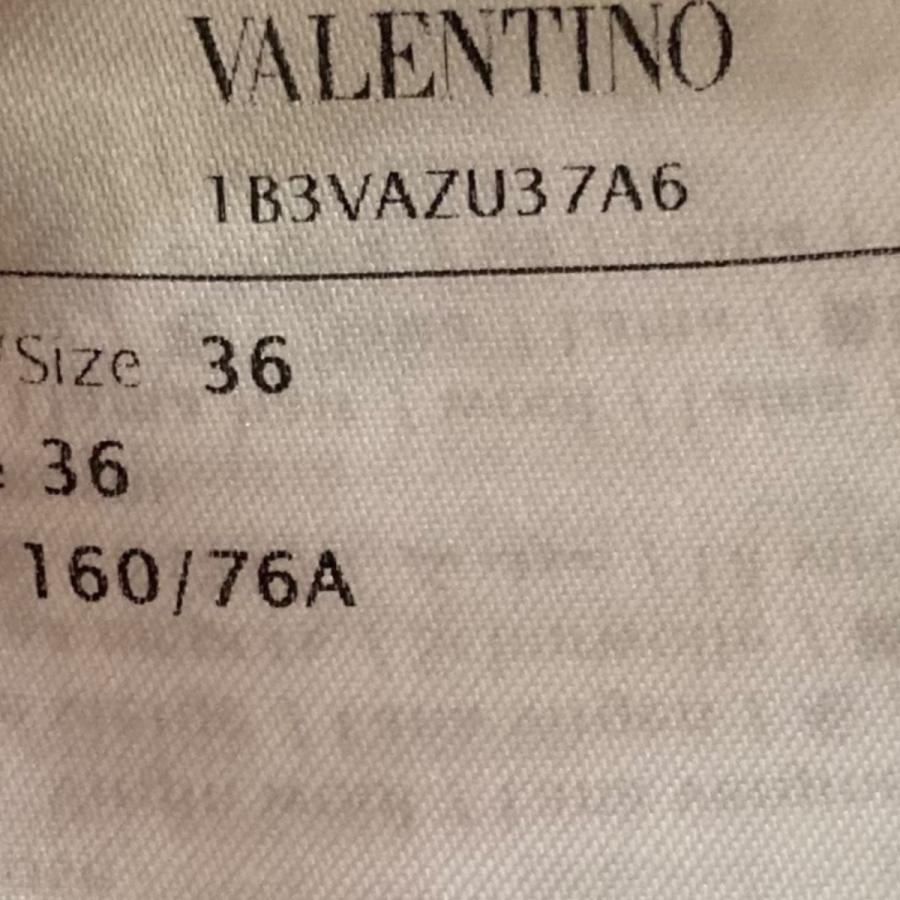 VALENTINO
1B3VAZU37A6
/Size 36
36
160/76A